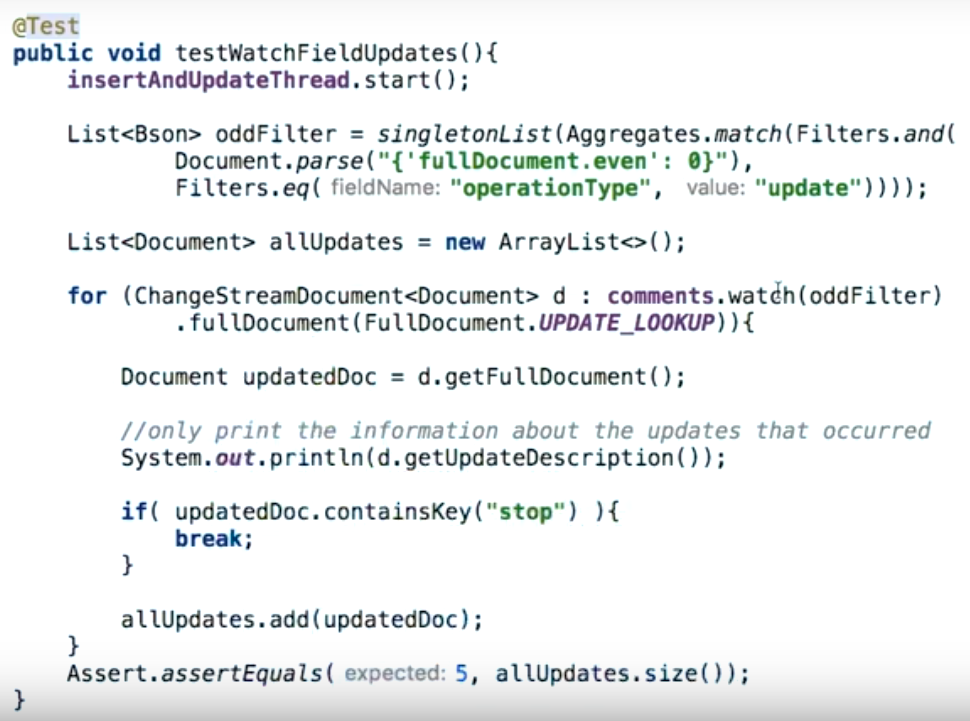 @Test
public void testWatchFieldUpdates(){
    insertAndUpdateThread.start();

    List<Bson> oddFilter = singletonList(Aggregates.match(Filters.and(
            Document.parse("{'fullDocument.even': 0}"),
            Filters.eq( fieldName: "operationType",  value: "update"))));

    List<Document> allUpdates = new ArrayList<>();

    for (ChangeStreamDocument<Document> d : comments.watch(oddFilter)
            .fullDocument(FullDocument.UPDATE_LOOKUP)){

        Document updatedDoc = d.getFullDocument();

        //only print the information about the updates that occurred
        System.out.println(d.getUpdateDescription());

        if( updatedDoc.containsKey("stop") ){
            break;
        }

        allUpdates.add(updatedDoc);
    }
    Assert.assertEquals( expected: 5, allUpdates.size());
}